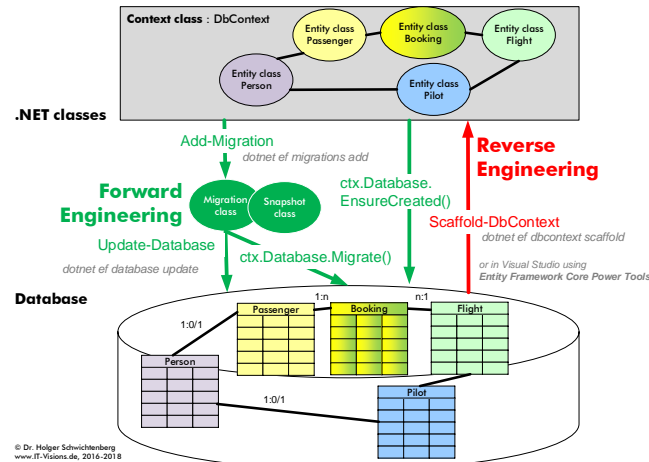 Context class : DbContext
Entity class
Passenger
Entity class
Booking
Entity class
Flight
Entity class
Person
Entity class
Pilot
.NET classes
Add-Migration
dotnet ef migrations add
Forward
Engineering
Migration
class
Snapshot
class
ctx.Database.
EnsureCreated()
Reverse
Engineering
Scaffold-DbContext
dotnet ef dbcontext scaffold
or in Visual Studio using
Entity Framework Core Power Tools
Update-Database
dotnet ef database update
ctx.Database.Migrate()
Database
1:n
n:1
Passenger
Booking
Flight
1:0/1
Person
1:0/1
Pilot
© Dr. Holger Schwichtenberg
www.IT-Visions.de, 2016-2018